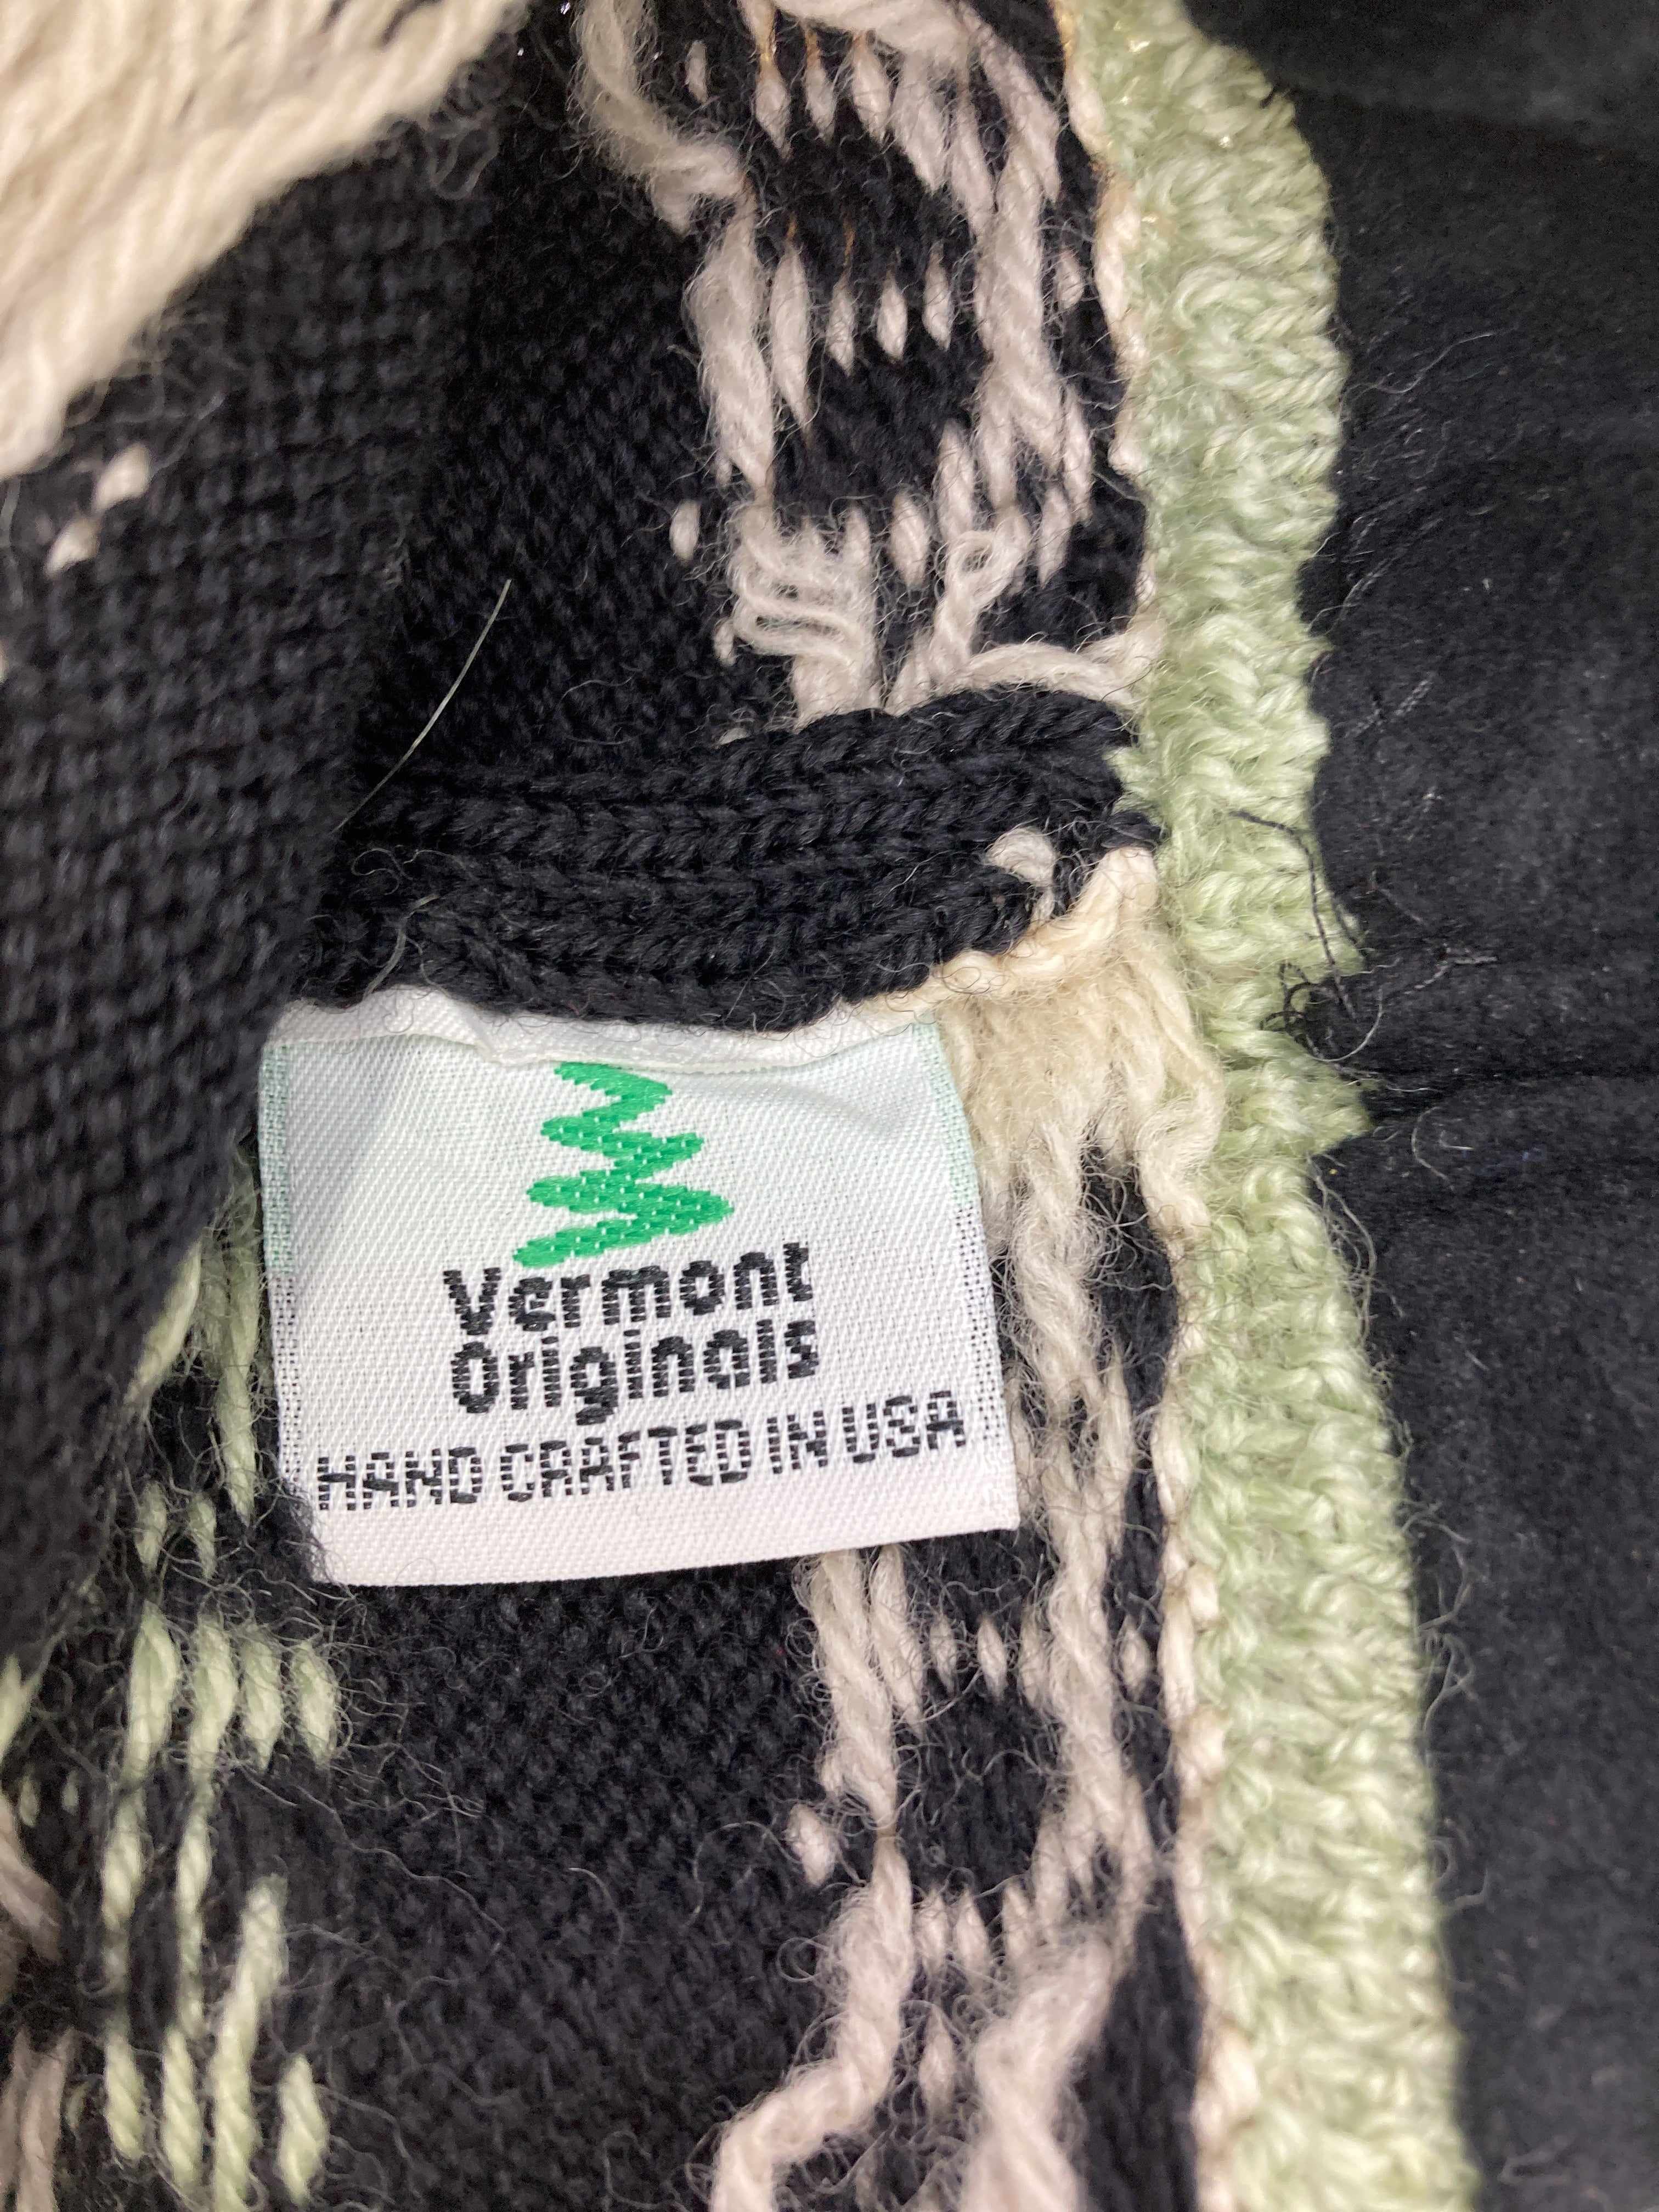 Vermont
Originals
HAND CRAFTED IN USA